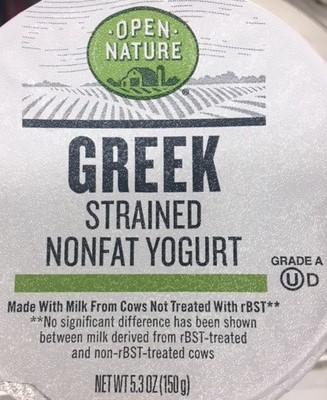 ·OPEN·
NATURE
®
GREEK
STRAINED
NONFAT YOGURT
GRADE A
ⓊD
Made With Milk From Cows Not Treated With rBST**
**No significant difference has been shown
between milk derived from rBST-treated
and non-rBST-treated cows
NET WT 5.3 OZ (150g)